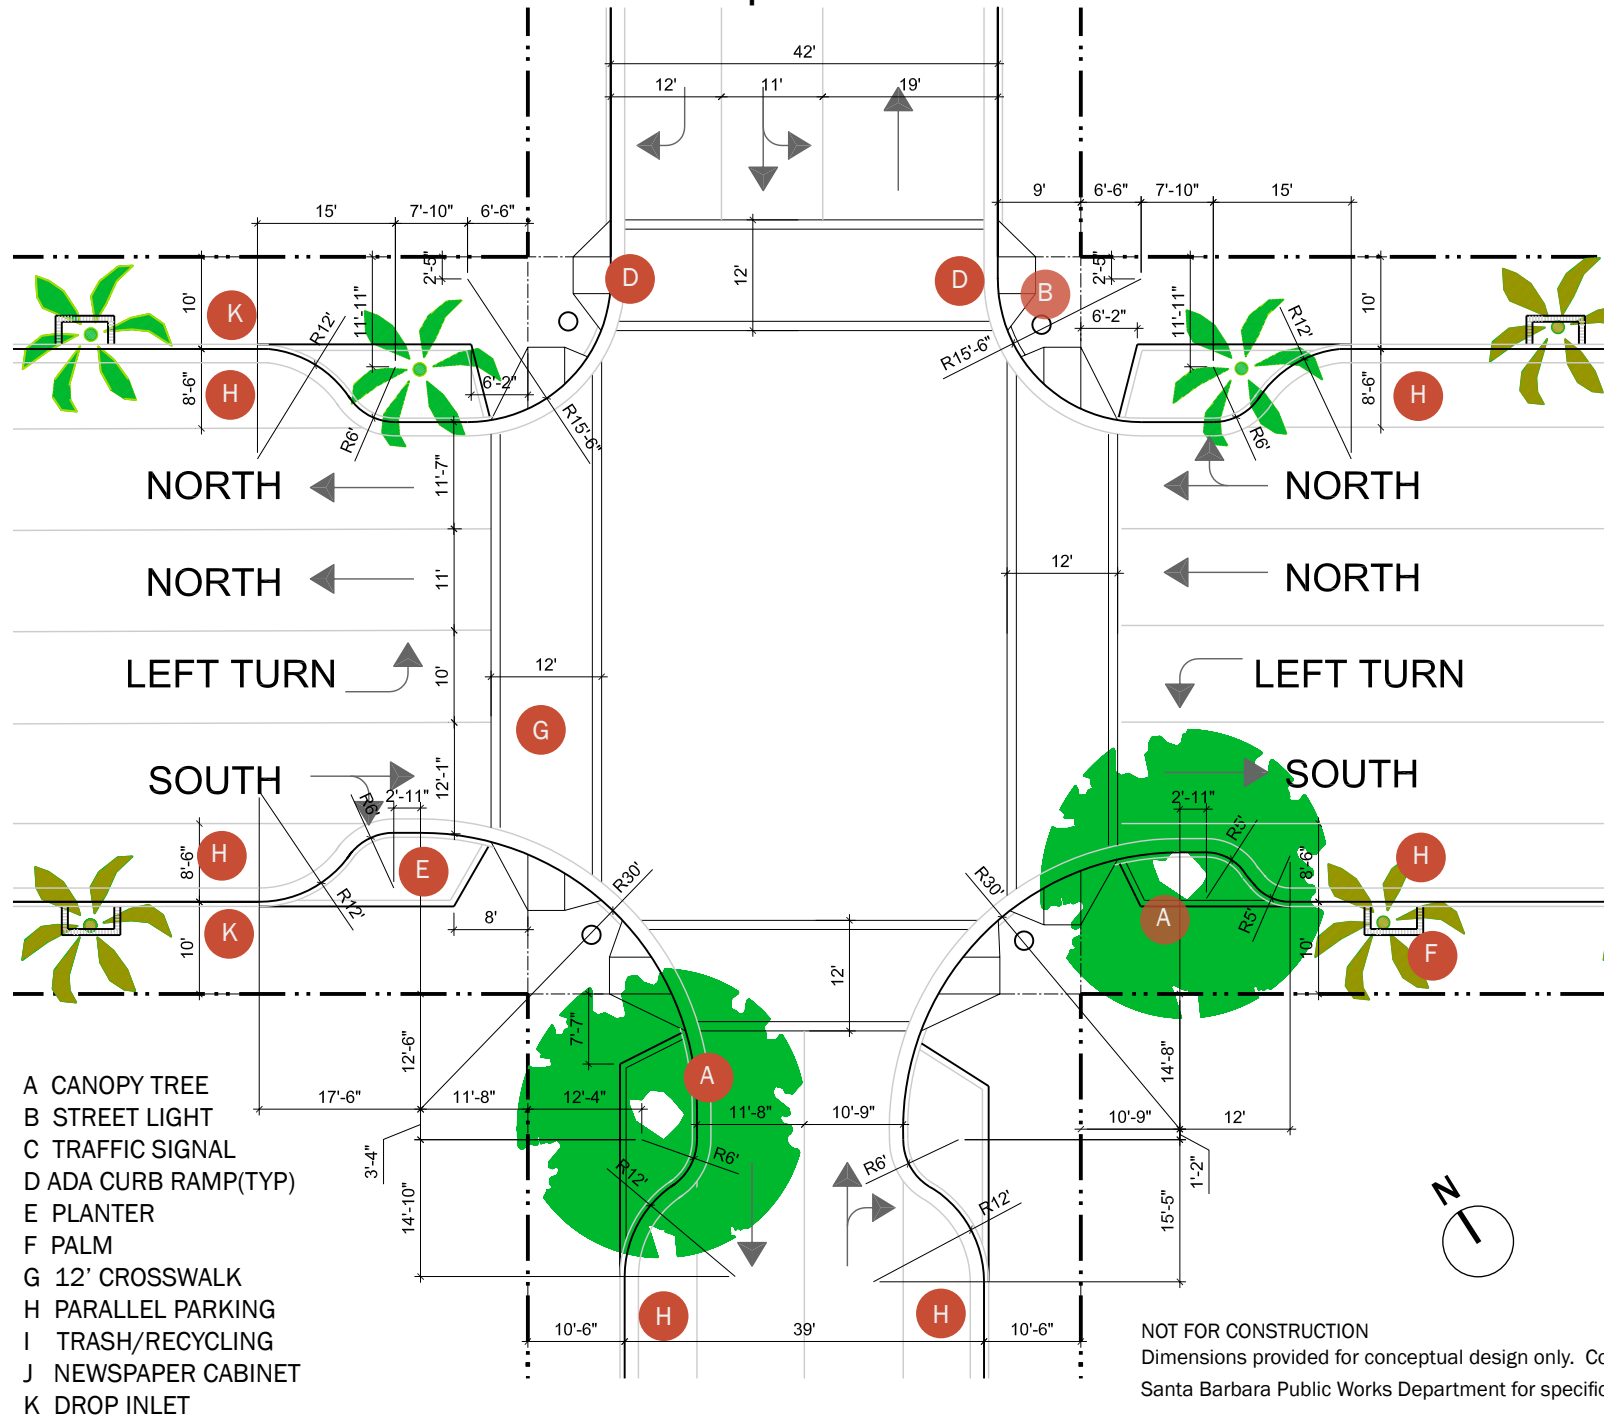 42'
12' 11' 19'
9' 6'-6" 7'-10" 15'
15' 7'-10" 6'-6"
2'-5" 2'-5"
D D B
12'
10' K R12' 11'-11" 6'-2" 11'-11" R12' 10'
R15'-6"
8'-6" H 6'-2" 8'-6" H
R6' R15'-6" R6'
NORTH 11'-7" NORTH
NORTH 11' 12' NORTH
LEFT TURN 10' 12' LEFT TURN
G
SOUTH 12'-1" SOUTH
R6' 2'-11" 2'-11" R5'
8'-6" H E R30' R30' 8'-6" H
R12' R5'
10' K 8' A 10' F
12'
12'-6" 7'-7" 14'-8"
A
17'-6" 11'-8" 12'-4" 11'-8" 10'-9" 10'-9" 12'
3'-4" R12' R6' R6' 1'-2"
14'-10" R12' 15'-5"
N
H H
10'-6" 39' 10'-6"
A CANOPY TREE
B STREET LIGHT
C TRAFFIC SIGNAL
D ADA CURB RAMP(TYP)
E PLANTER
F PALM
G 12’ CROSSWALK
H PARALLEL PARKING
I TRASH/RECYCLING
J NEWSPAPER CABINET
K DROP INLET
NOT FOR CONSTRUCTION
Dimensions provided for conceptual design only. Co
Santa Barbara Public Works Department for specific